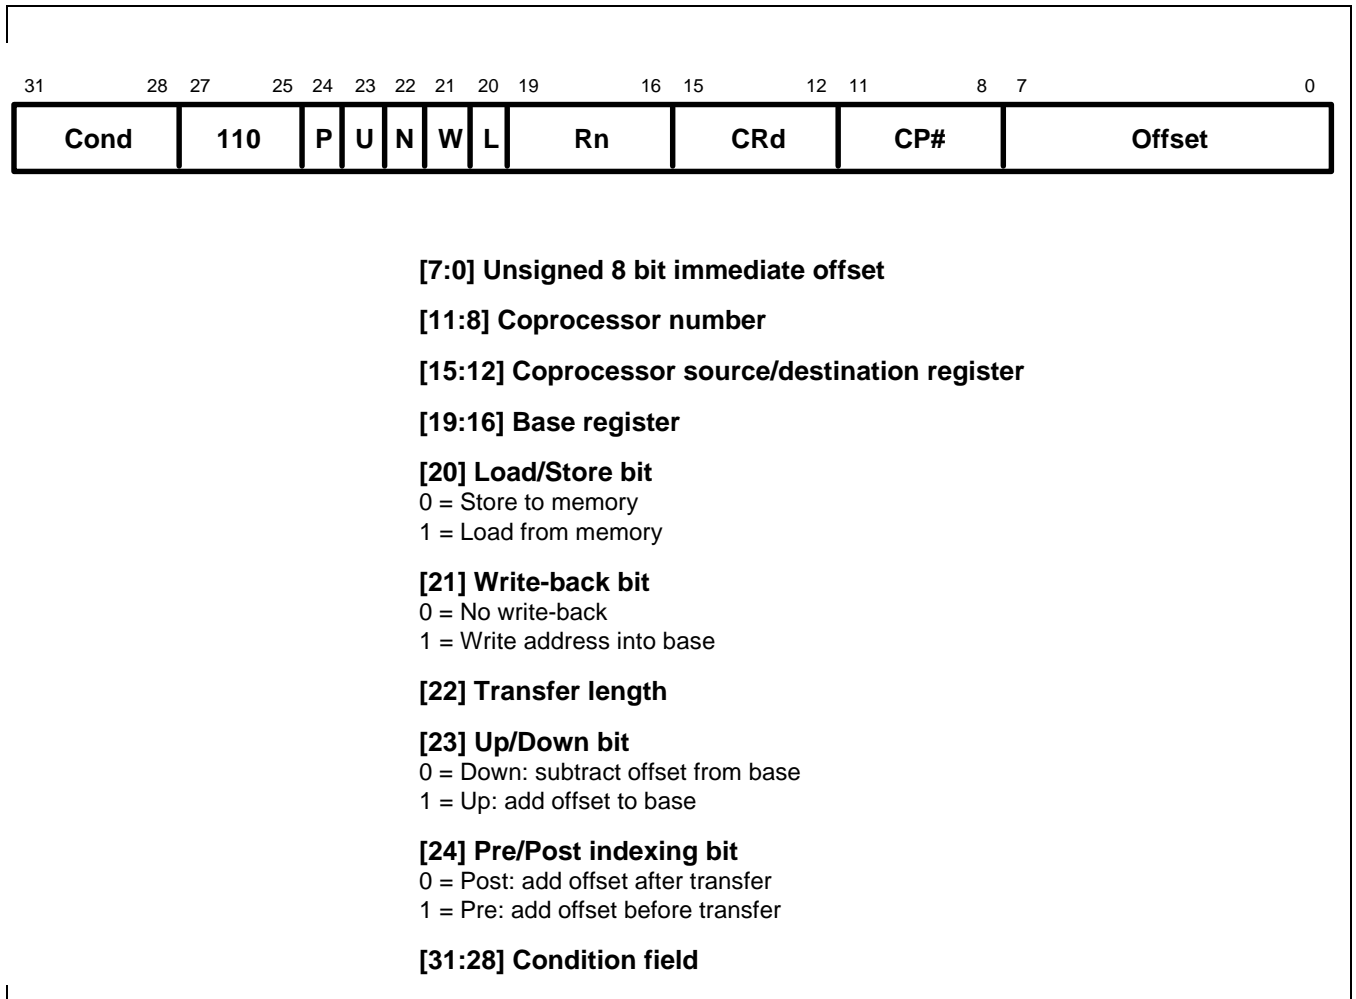 31 28 27 25 24 23 22 21 20 19 16 15 12 11 8 7 0
Cond 110 P U N W L Rn CRd CP# Offset
[7:0] Unsigned 8 bit immediate offset
[11:8] Coprocessor number
[15:12] Coprocessor source/destination register
[19:16] Base register
[20] Load/Store bit
0 = Store to memory
1 = Load from memory
[21] Write-back bit
0 = No write-back
1 = Write address into base
[22] Transfer length
[23] Up/Down bit
0 = Down: subtract offset from base
1 = Up: add offset to base
[24] Pre/Post indexing bit
0 = Post: add offset after transfer
1 = Pre: add offset before transfer
[31:28] Condition field